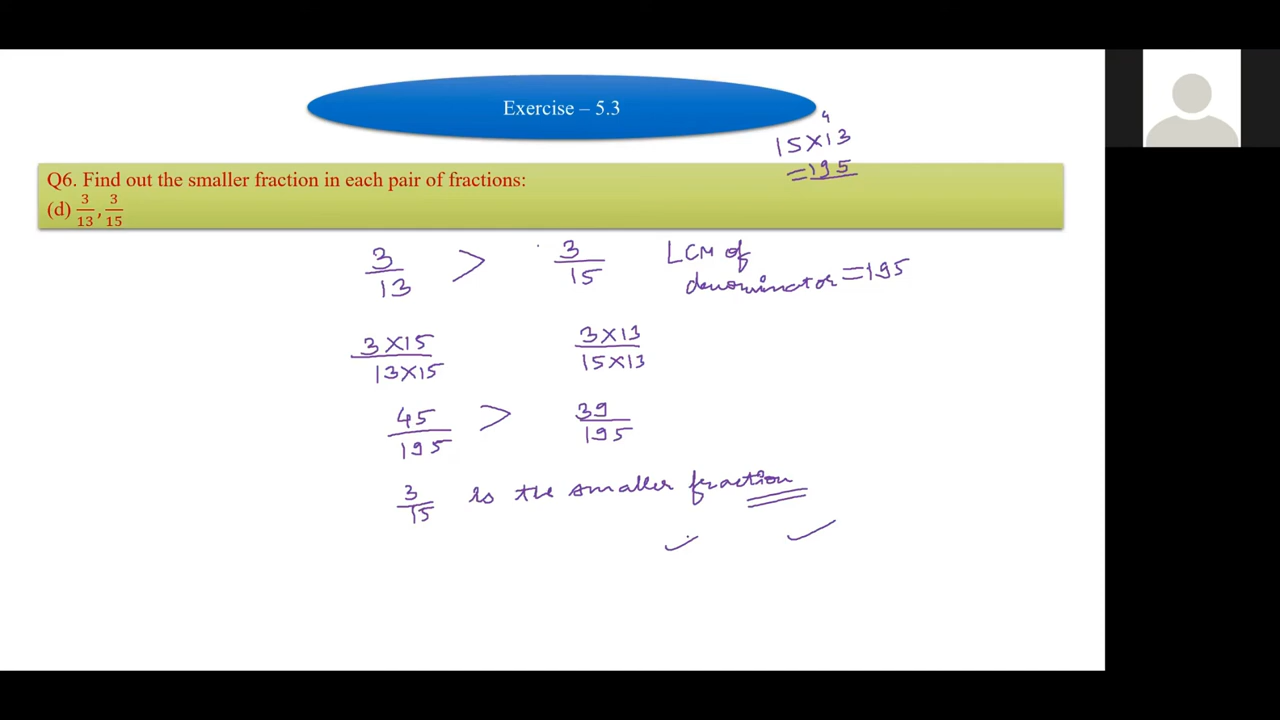 Exercise – 5.3
4
15×13
=195
Q6. Find out the smaller fraction in each pair of fractions:
(d) 3/13, 3/15
3/13 > 3/15 LCM of
denominator = 195
3×15/13×15 3×13/15×13
45/195 > 39/195
3/15 is the smaller fraction